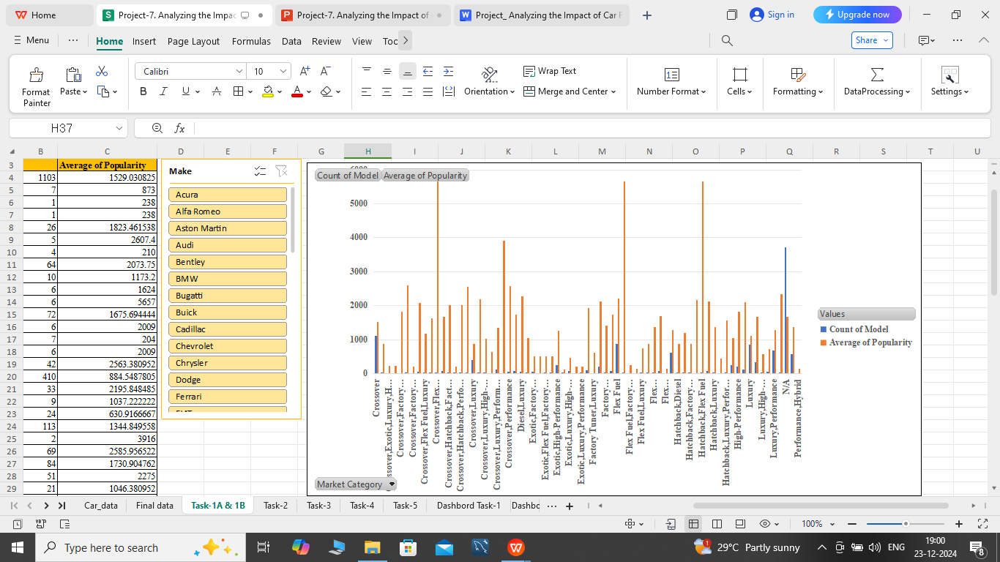 Home
Project-7. Analyzing the Impac
Project-7. Analyzing the Impact of
Project_ Analyzing the Impact of Car F
Sign in
Upgrade now
Menu
Home Insert Page Layout Formulas Data Review View Toc
Share
Format Painter
Paste
Calibri
10
Wrap Text
Orientation
Merge and Center
Number Format
Cells
Formatting
DataProcessing
Settings
H37
fx
B C D E F G H I J K L M N O P Q R S T U
3 Average of Popularity
4 1103 1529.030825
5 7 873
6 1 238
7 1 238
8 26 1823.461538
9 5 2607.4
10 4 210
11 64 2073.75
12 10 1173.2
13 6 1624
14 6 5657
15 72 1675.694444
16 6 2009
17 7 204
18 6 2009
19 42 2563.380952
20 410 884.5487805
21 33 2195.848485
22 9 1037.222222
23 24 630.9166667
24 113 1344.849558
25 2 3916
26 69 2585.956522
27 84 1730.904762
28 51 2275
29 21 1046.380952
Make
Acura
Alfa Romeo
Aston Martin
Audi
Bentley
BMW
Bugatti
Buick
Cadillac
Chevrolet
Chrysler
Dodge
Ferrari
Count of Model Average of Popularity
5000
4000
3000
2000
1000
0
Crossover
Crossover,Factory…
Crossover,Factory…
Crossover,Flex Fuel,Luxury
Crossover,Flex…
Crossover,Hatchback,Fact…
Crossover,Hatchback,Perfo…
Crossover,Luxury
Crossover,Luxury,High-…
Crossover,Luxury,Perform…
Crossover,Performance
Diesel,Luxury
Exotic,Factory…
Exotic,Flex Fuel,Factory…
Exotic,High-Performance
Exotic,Luxury,High-…
Exotic,Luxury,Performance
Factory Tuner,Luxury
Factory…
Flex Fuel
Flex Fuel,Factory…
Flex Fuel,Luxury
Flex…
Flex…
Hatchback,Diesel
Hatchback,Factory…
Hatchback,Flex Fuel
Hatchback,Luxury
Hatchback,Luxury,Perfor…
High-Performance
Luxury
Luxury,High-…
Luxury,Performance
N/A
Performance,Hybrid
Values
Count of Model
Average of Popularity
Market Category
Car_data Final data Task-1A & 1B Task-2 Task-3 Task-4 Task-5 Dashbord Task-1 Dashbc
100%
Type here to search
29°C Partly sunny
ENG
19:00
23-12-2024
8